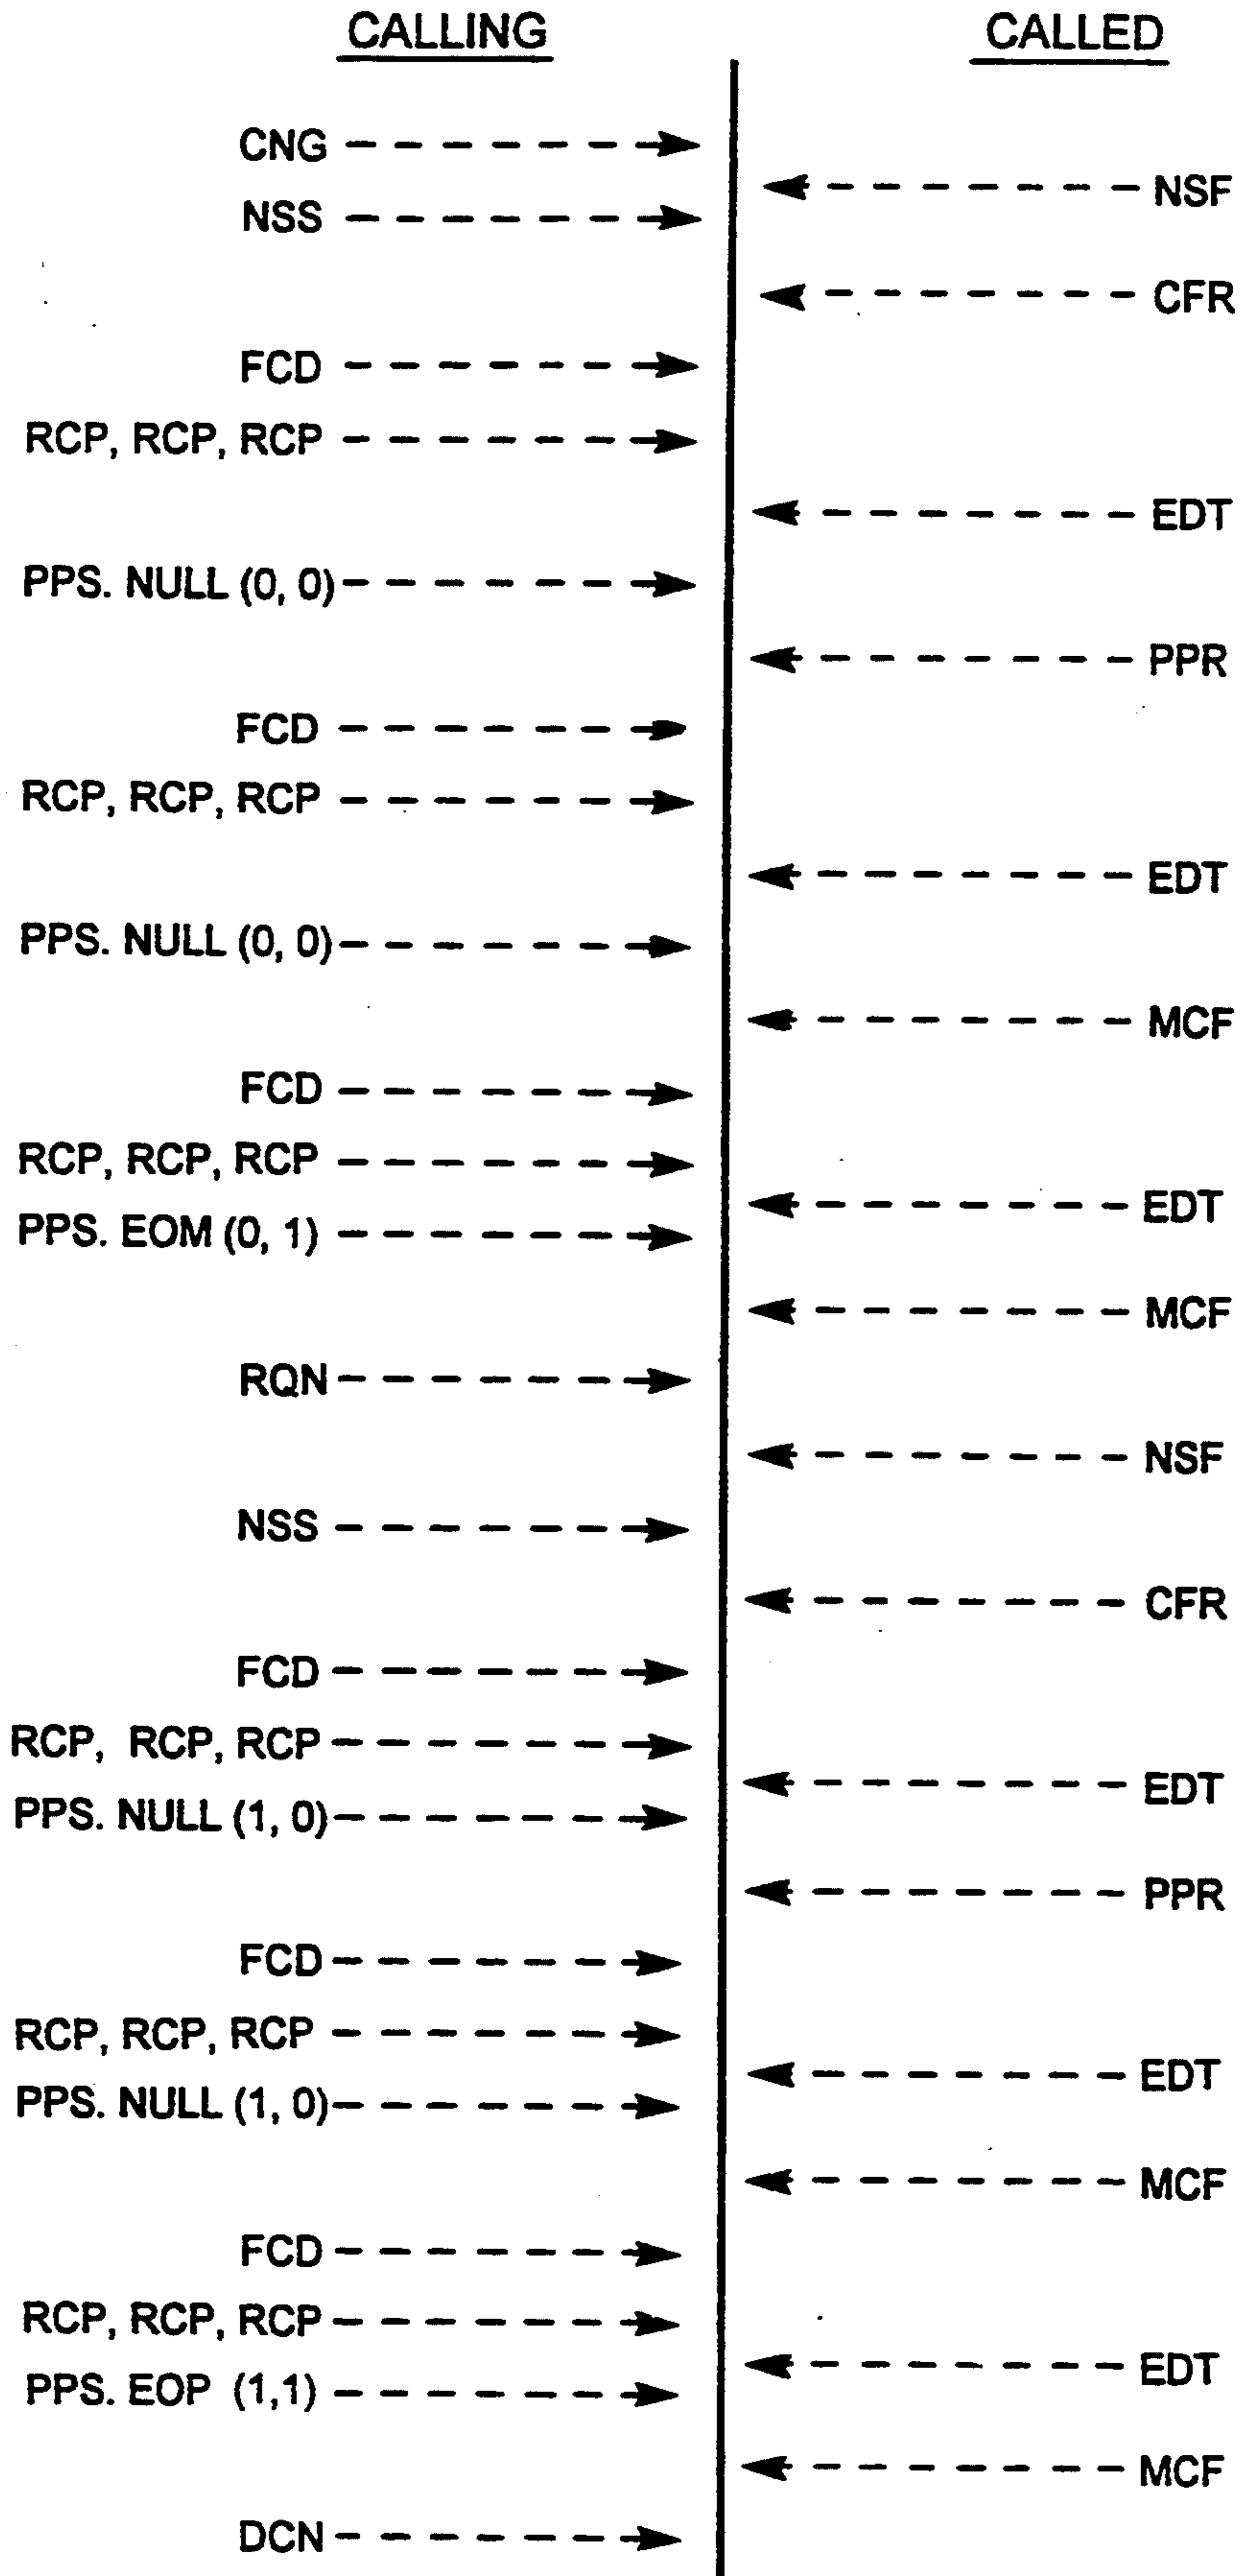 CALLING CALLED
CNG
NSF
NSS
CFR
FCD
RCP, RCP, RCP
EDT
PPS. NULL (0, 0)
PPR
FCD
RCP, RCP, RCP
EDT
PPS. NULL (0, 0)
MCF
FCD
RCP, RCP, RCP
EDT
PPS. EOM (0, 1)
MCF
RQN
NSF
NSS
CFR
FCD
RCP, RCP, RCP
EDT
PPS. NULL (1, 0)
PPR
FCD
RCP, RCP, RCP
EDT
PPS. NULL (1, 0)
MCF
FCD
RCP, RCP, RCP
EDT
PPS. EOP (1,1)
MCF
DCN